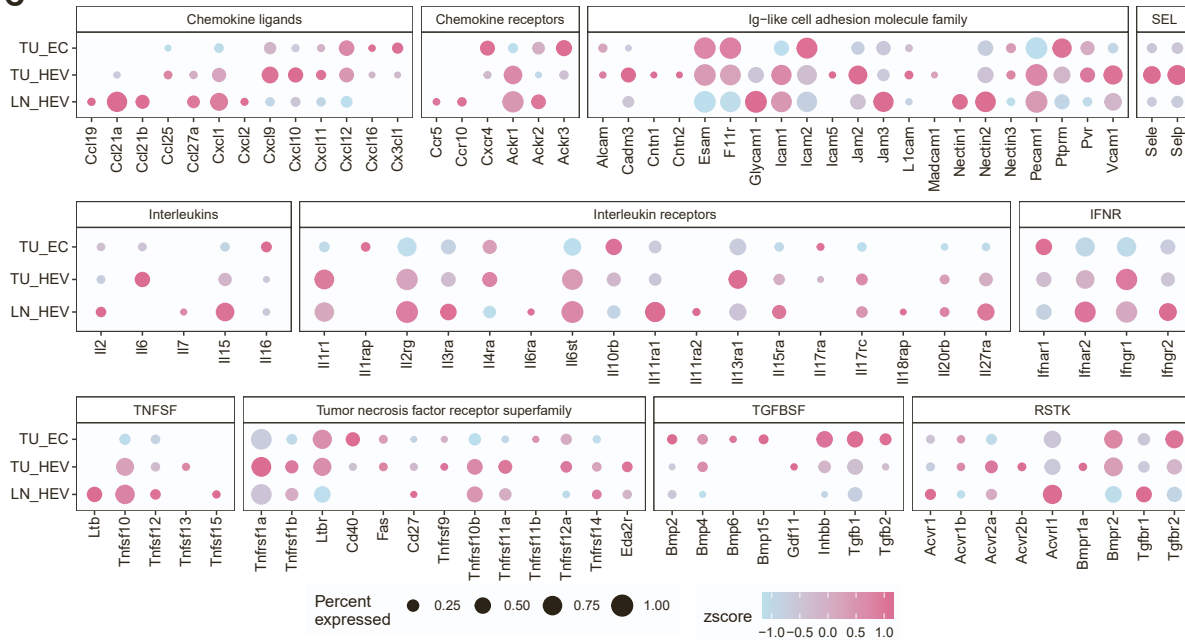 Chemokine ligands Chemokine receptors Ig-like cell adhesion molecule family SEL
TU_EC
TU_HEV
LN_HEV
Ccl19 Ccl21a Ccl21b Ccl25 Ccl27a Cxcl1 Cxcl2 Cxcl9 Cxcl10 Cxcl11 Cxcl12 Cxcl16 Cx3cl1 Ccr5 Ccr10 Cxcr4 Ackr1 Ackr2 Ackr3 Alcam Cadm3 Cntn1 Cntn2 Esam F11r Glycam1 Icam1 Icam2 Icam5 Jam2 Jam3 L1cam Madcam1 Nectin1 Nectin2 Nectin3 Pecam1 Ptprm Pvr Vcam1 Sele Selp
Interleukins Interleukin receptors IFNR
TU_EC
TU_HEV
LN_HEV
Il2 Il6 Il7 Il15 Il16 Il1r1 Il1rap Il2rg Il3ra Il4ra Il6ra Il6st Il10rb Il11ra1 Il11ra2 Il13ra1 Il15ra Il17ra Il17rc Il18rap Il20rb Il27ra Ifnar1 Ifnar2 Ifngr1 Ifngr2
TNFSF Tumor necrosis factor receptor superfamily TGFBSF RSTK
TU_EC
TU_HEV
LN_HEV
Ltb Tnfsf10 Tnfsf12 Tnfsf13 Tnfsf15 Tnfrsf1a Tnfrsf1b Ltbr Cd40 Fas Cd27 Tnfrsf9 Tnfrsf10b Tnfrsf11a Tnfrsf11b Tnfrsf12a Tnfrsf14 Eda2r Bmp2 Bmp4 Bmp6 Bmp15 Gdf11 Inhbb Tgfb1 Tgfb2 Acvr1 Acvr1b Acvr2a Acvr2b Acvrl1 Bmpr1a Bmpr2 Tgfbr1 Tgfbr2
Percent
expressed
0.25 0.50 0.75 1.00
zscore
−1.0 −0.5 0.0 0.5 1.0